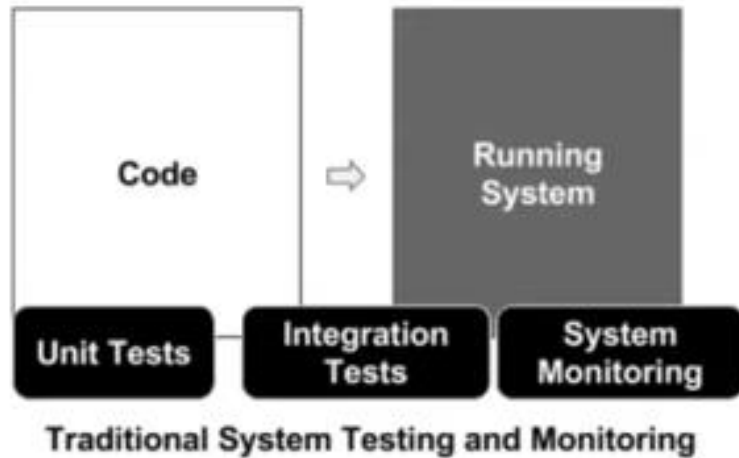 Code
Running
System
Unit Tests
Integration
Tests
System
Monitoring
Traditional System Testing and Monitoring